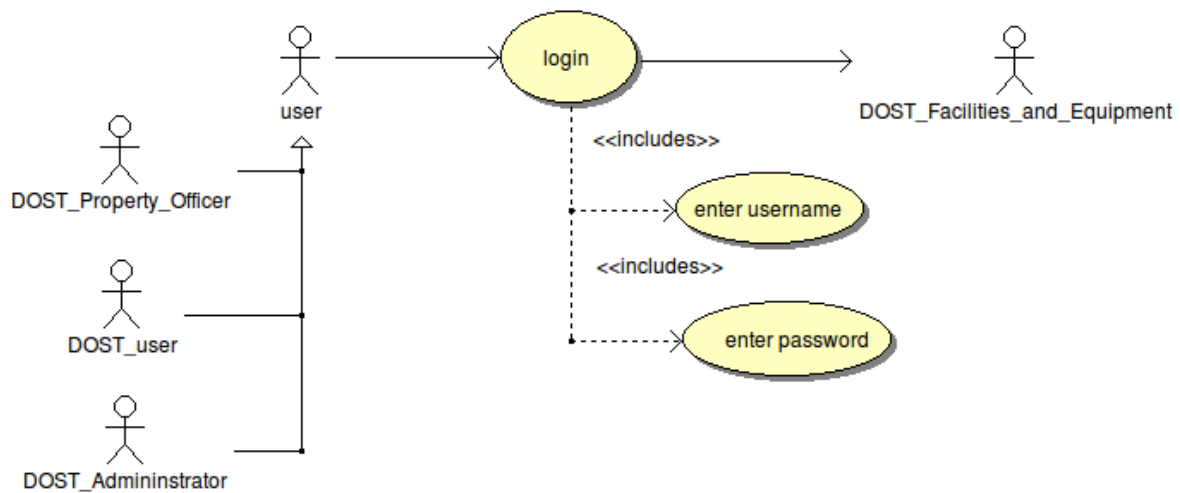 login
user
DOST_Facilities_and_Equipment
<<includes>>
DOST_Property_Officer
enter username
<<includes>>
DOST_user
enter password
DOST_Admininstrator